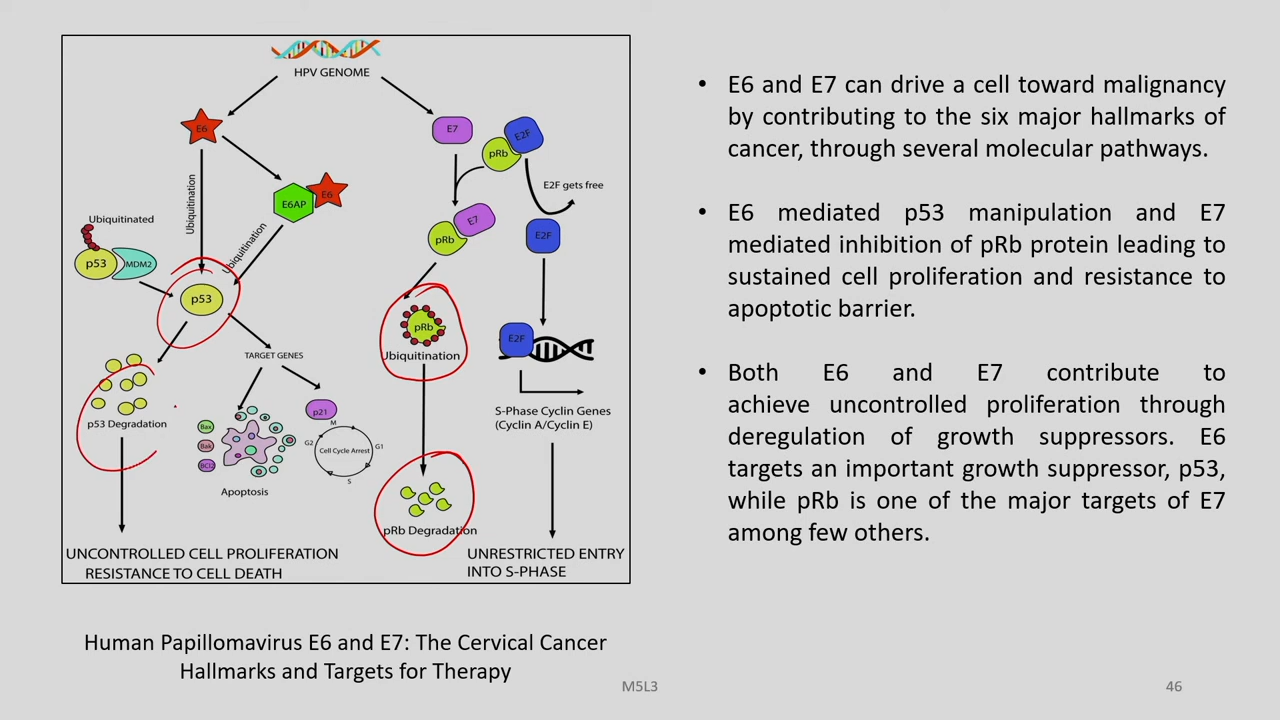 HPV GENOME
E6
E7
pRb
E2F
E6AP
E6
E2F gets free
Ubiquitination
Ubiquitinated
p53
MDM2
Ubiquitination
p53
pRb
E7
E2F
pRb
Ubiquitination
E2F
TARGET GENES
p53 Degradation
Bax
Bak
BCl2
Apoptosis
p21
M
G2
G1
S
Cell Cycle Arrest
S-Phase Cyclin Genes
(Cyclin A/Cyclin E)
pRb Degradation
UNCONTROLLED CELL PROLIFERATION
RESISTANCE TO CELL DEATH
UNRESTRICTED ENTRY
INTO S-PHASE
Human Papillomavirus E6 and E7: The Cervical Cancer
Hallmarks and Targets for Therapy
• E6 and E7 can drive a cell toward malignancy
by contributing to the six major hallmarks of
cancer, through several molecular pathways.
• E6 mediated p53 manipulation and E7
mediated inhibition of pRb protein leading to
sustained cell proliferation and resistance to
apoptotic barrier.
• Both E6 and E7 contribute to
achieve uncontrolled proliferation through
deregulation of growth suppressors. E6
targets an important growth suppressor, p53,
while pRb is one of the major targets of E7
among few others.
M5L3
46